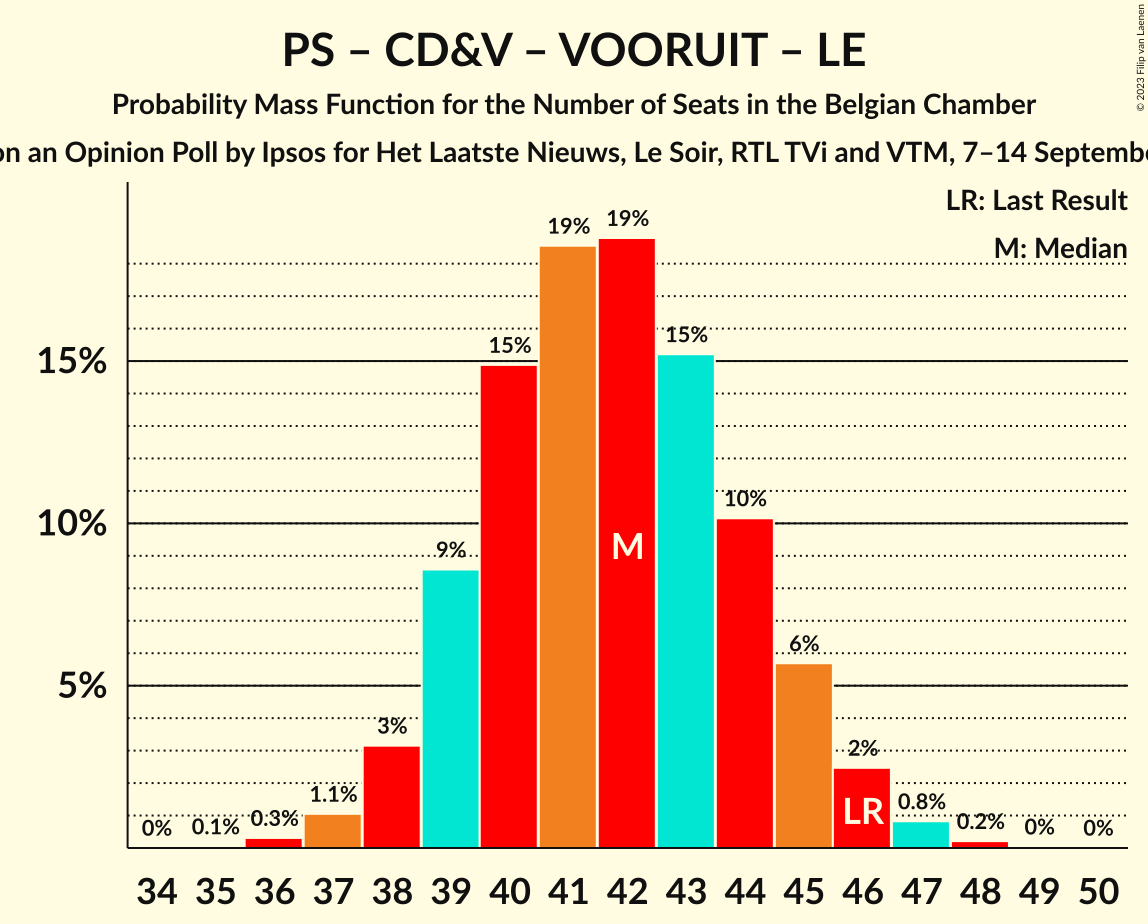 PS – CD&V – VOORUIT – LE
Probability Mass Function for the Number of Seats in the Belgian Chamber
on an Opinion Poll by Ipsos for Het Laatste Nieuws, Le Soir, RTL TVi and VTM, 7–14 Septembe
© 2023 Filip van Laenen
LR: Last Result
M: Median
15%
10%
5%
0%
0.1%
0.3%
1.1%
3%
9%
15%
19%
19%
15%
10%
6%
2%
0.8%
0.2%
0%
0%
M
LR
34 35 36 37 38 39 40 41 42 43 44 45 46 47 48 49 50